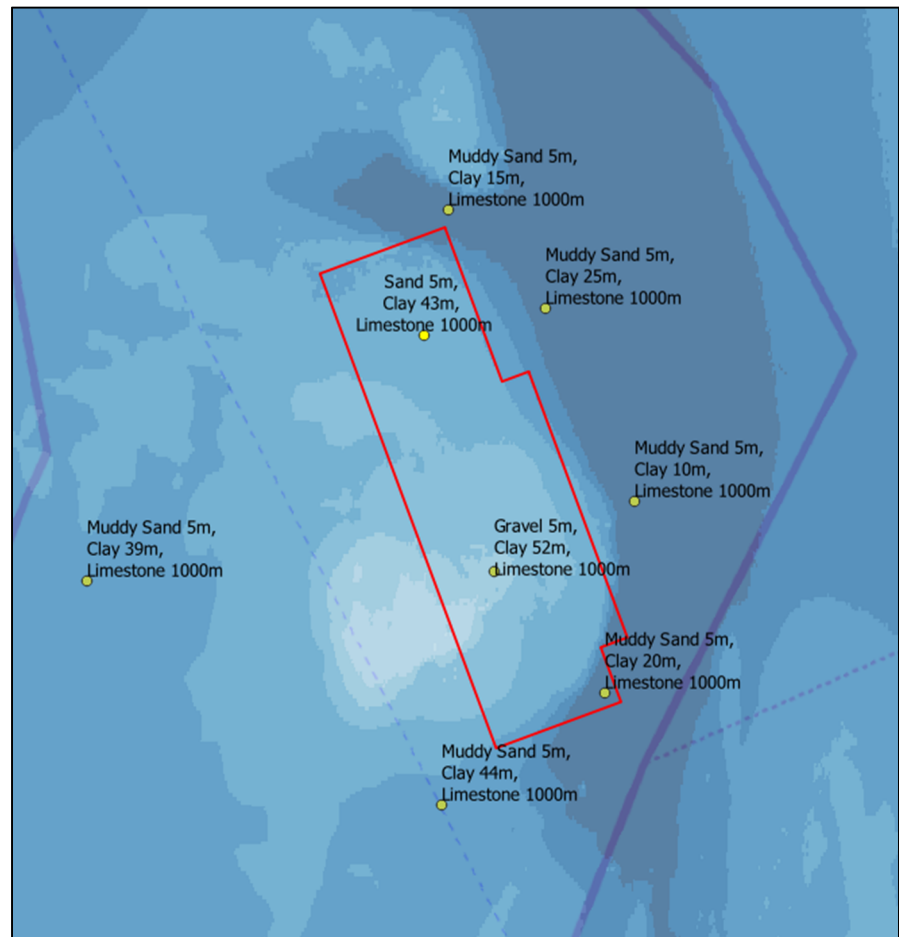 Muddy Sand 5m,
Clay 15m,
Limestone 1000m
Muddy Sand 5m,
Clay 25m,
Limestone 1000m
Sand 5m,
Clay 43m,
Limestone 1000m
Muddy Sand 5m,
Clay 10m,
Limestone 1000m
Gravel 5m,
Clay 52m,
Limestone 1000m
Muddy Sand 5m,
Clay 39m,
Limestone 1000m
Muddy Sand 5m,
Clay 20m,
Limestone 1000m
Muddy Sand 5m,
Clay 44m,
Limestone 1000m